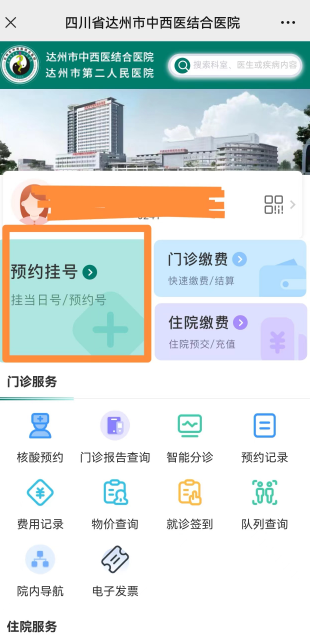 四川省达州市中西医结合医院
达州市中西医结合医院
达州市第二人民医院
搜索科室、医生或疾病内容
预约挂号
挂当日号/预约号
门诊缴费
快速缴费/结算
住院缴费
住院预交/充值
门诊服务
核酸预约 门诊报告查询 智能分诊 预约记录
费用记录 物价查询 就诊签到 队列查询
院内导航 电子发票
住院服务